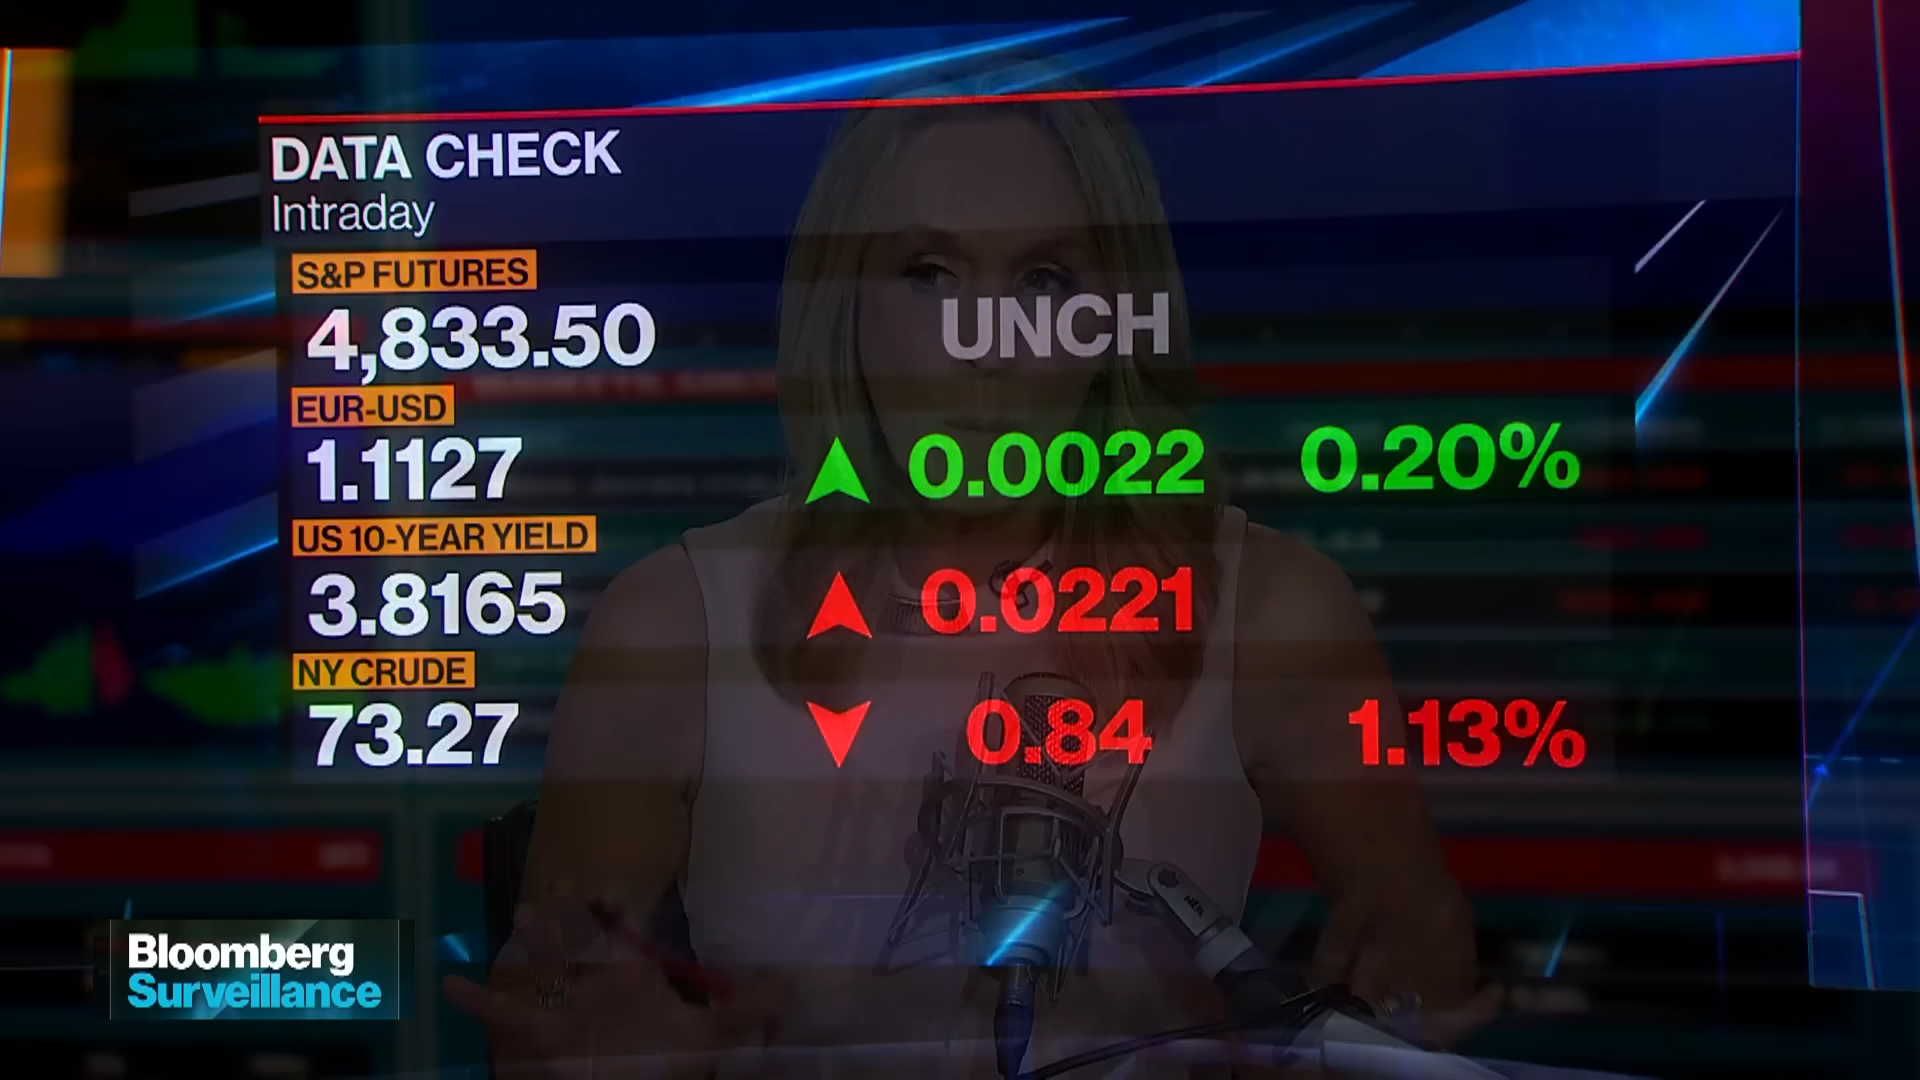 DATA CHECK
Intraday
S&P FUTURES
4,833.50 UNCH
EUR-USD
1.1127 ▲ 0.0022 0.20%
US 10-YEAR YIELD
3.8165 ▲ 0.0221
NY CRUDE
73.27 ▼ 0.84 1.13%
Bloomberg
Surveillance